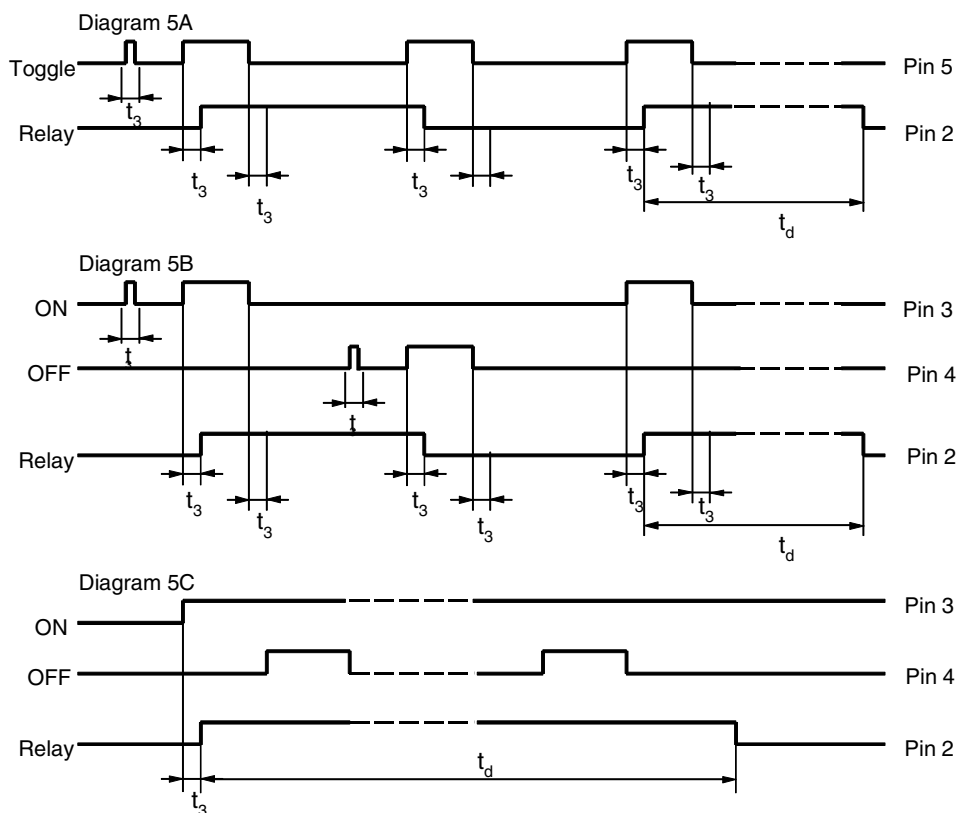 Diagram 5A
Toggle
Pin 5
t3
Relay
Pin 2
t3
t3
t3
t3
t3
td
Diagram 5B
ON
Pin 3
t
OFF
Pin 4
t
Relay
Pin 2
t3
t3
t3
t3
t3
td
Diagram 5C
ON
Pin 3
OFF
Pin 4
Relay
Pin 2
td
t3